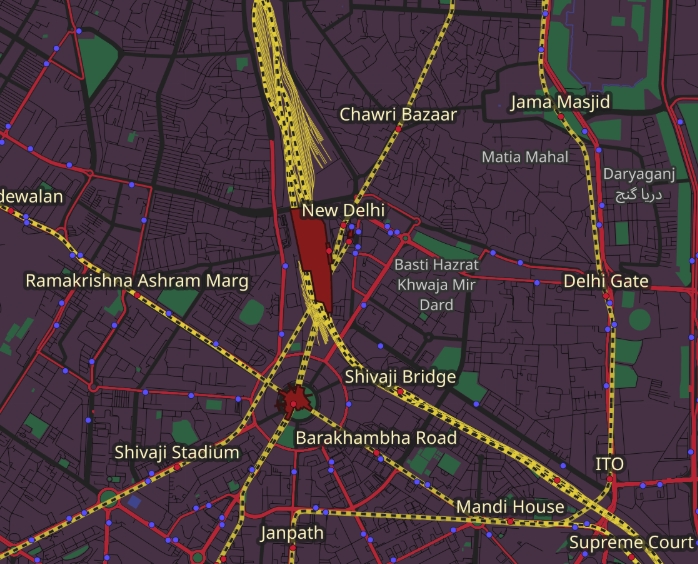 Jama Masjid
Chawri Bazaar
Matia Mahal
Daryaganj
دریا گنج
dewalan
New Delhi
Basti Hazrat
Khwaja Mir
Dard
Ramakrishna Ashram Marg
Delhi Gate
Shivaji Bridge
Barakhambha Road
Shivaji Stadium
ITO
Mandi House
Janpath
Supreme Court